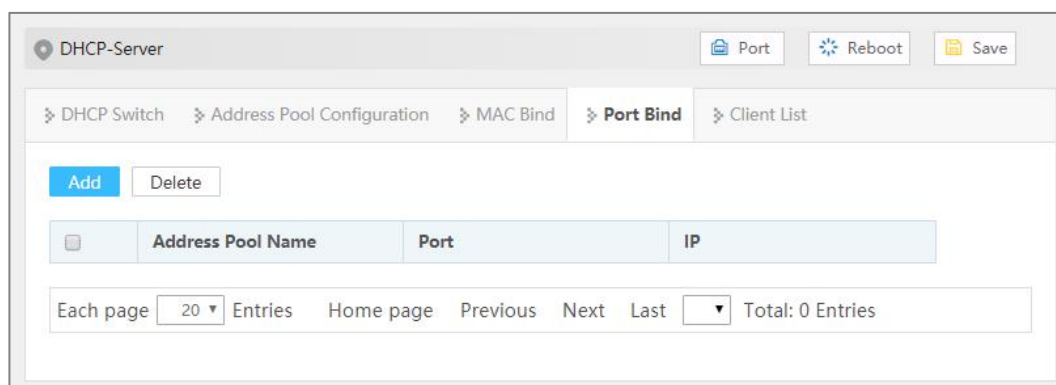 DHCP-Server Port Reboot Save
DHCP Switch Address Pool Configuration MAC Bind Port Bind Client List
Add Delete
Address Pool Name Port IP
Each page 20 Entries Home page Previous Next Last Total: 0 Entries